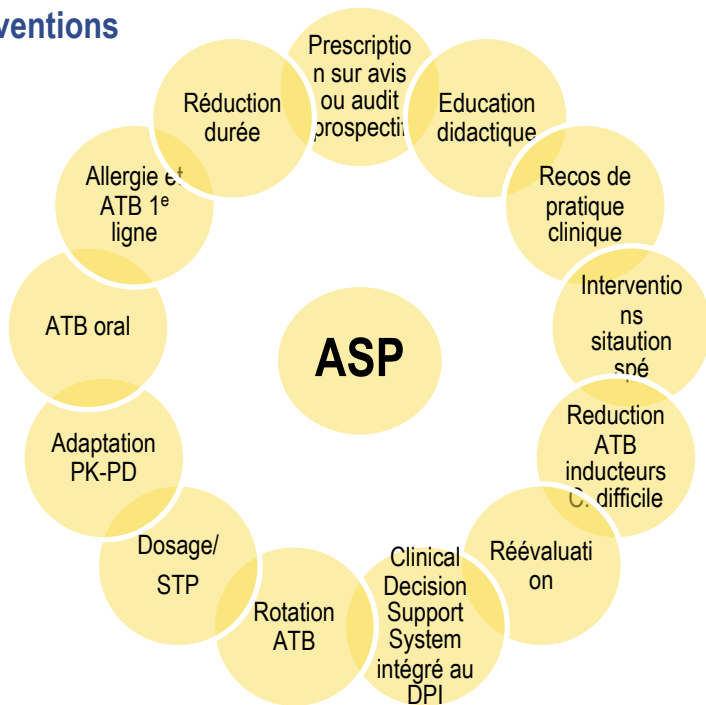 ventions
Prescriptio
n sur avis
ou audit
prospectif
Education
didactique
Recos de
pratique
clinique
Interventio
ns
sitaution
spé
Reduction
ATB
inducteurs
C. difficile
Réévaluati
on
Clinical
Decision
Support
System
intégré au
DPI
Rotation
ATB
Dosage/
STP
Adaptation
PK-PD
ATB oral
Allergie et
ATB 1e
ligne
Réduction
durée
ASP